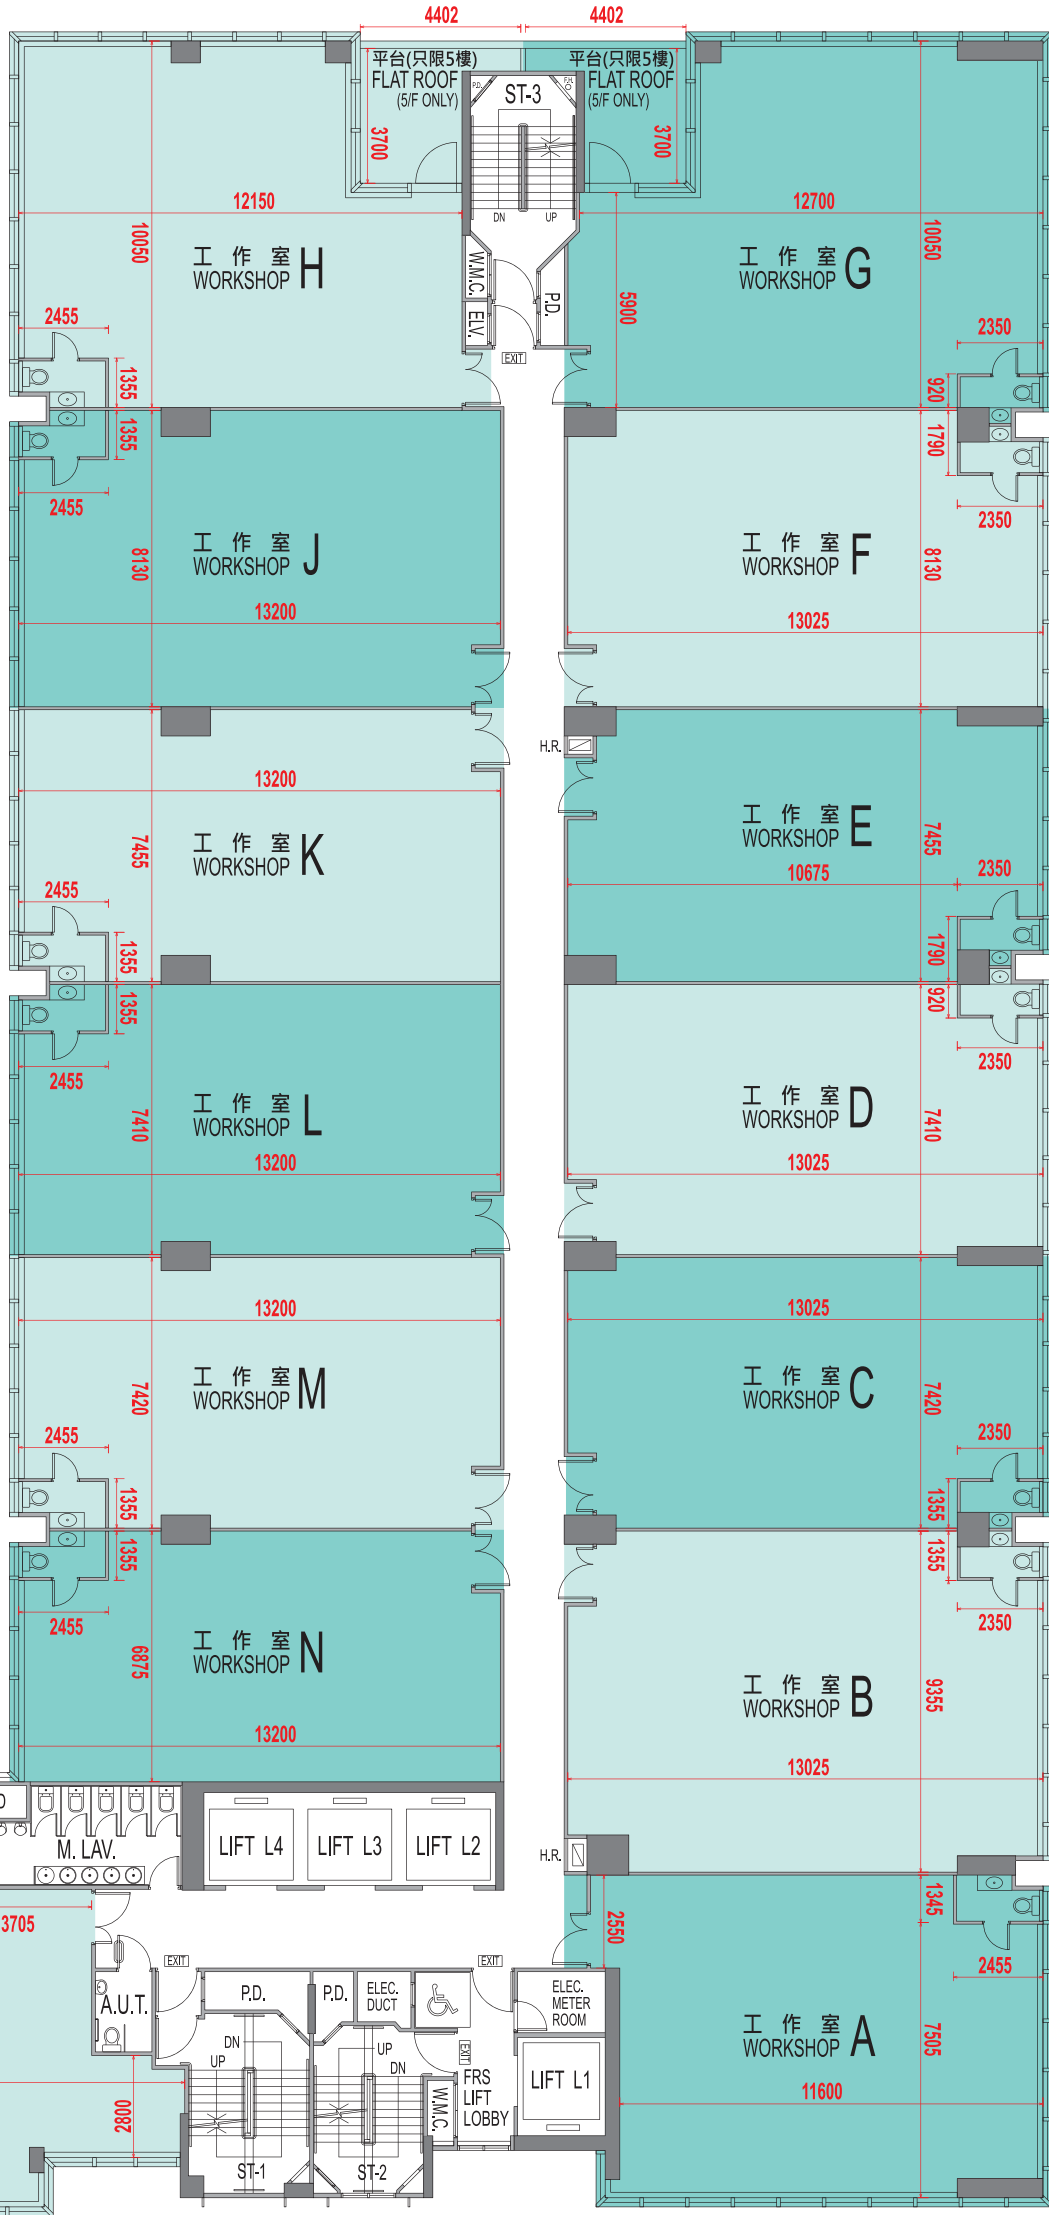 4402
4402
平台(只限5樓)
FLAT ROOF
(5/F ONLY)
平台(只限5樓)
FLAT ROOF
(5/F ONLY)
P.D.
F.H.
ST-3
3700
3700
DN
UP
12150
12700
10050
10050
工作室
WORKSHOP H
工作室
WORKSHOP G
W.M.C.
ELV.
P.D.
5900
EXIT
2455
2350
1355
920
1355
1790
2455
2350
工作室
WORKSHOP J
工作室
WORKSHOP F
8130
8130
13200
13025
H.R.
13200
工作室
WORKSHOP K
工作室
WORKSHOP E
7455
7455
10675
2350
2455
1355
1790
1355
920
2455
2350
工作室
WORKSHOP L
工作室
WORKSHOP D
7410
7410
13200
13025
13200
13025
工作室
WORKSHOP M
工作室
WORKSHOP C
7420
7420
2455
2350
1355
1355
1355
1355
2455
2350
工作室
WORKSHOP N
工作室
WORKSHOP B
6875
9355
13200
13025
M. LAV.
LIFT L4
LIFT L3
LIFT L2
H.R.
3705
2550
1345
2455
EXIT
EXIT
A.U.T.
P.D.
P.D.
ELEC.
DUCT
ELEC.
METER
ROOM
DN
UP
UP
DN
EXIT
FRS
LIFT
LOBBY
W.M.C.
LIFT L1
工作室
WORKSHOP A
7505
11600
2800
ST-1
ST-2